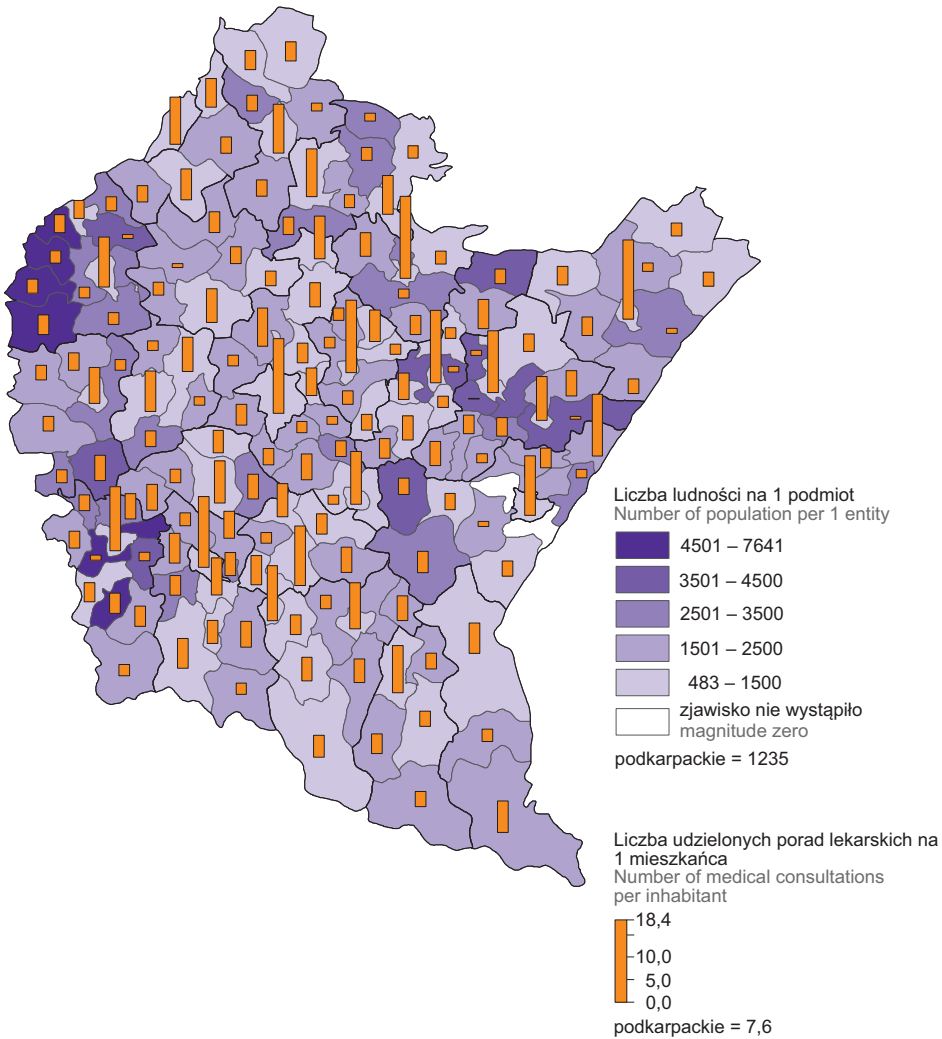 Liczba ludności na 1 podmiot
Number of population per 1 entity
4501 – 7641
3501 – 4500
2501 – 3500
1501 – 2500
483 – 1500
zjawisko nie wystąpiło
magnitude zero
podkarpackie = 1235
Liczba udzielonych porad lekarskich na
1 mieszkańca
Number of medical consultations
per inhabitant
18,4
10,0
5,0
0,0
podkarpackie = 7,6